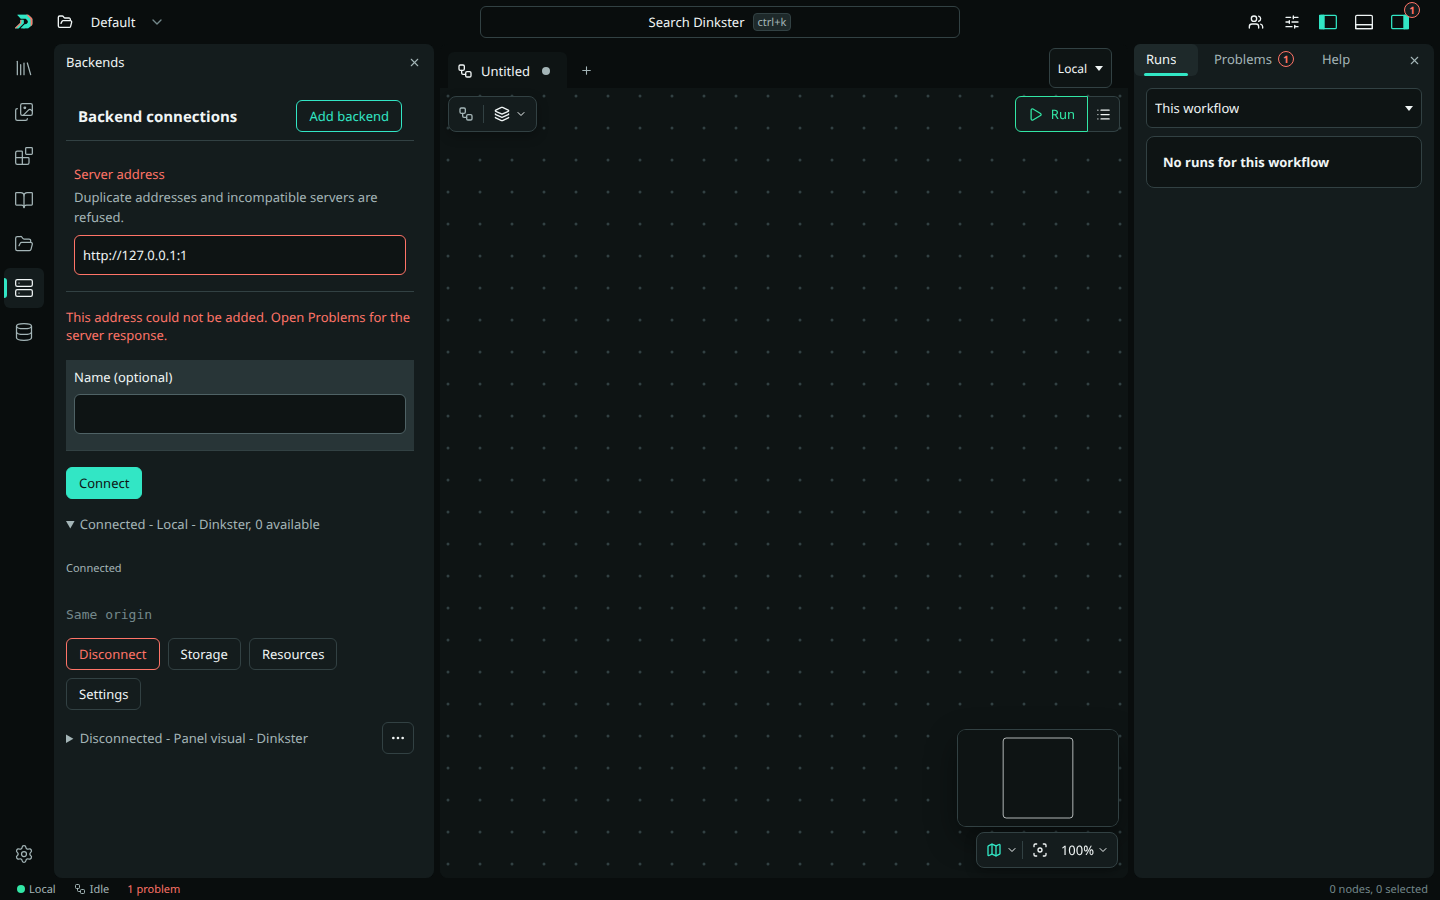 Default
Search Dinkster ctrl+k
1
Backends
Backend connections
Add backend
Server address
Duplicate addresses and incompatible servers are
refused.
http://127.0.0.1:1
This address could not be added. Open Problems for the
server response.
Name (optional)
Connect
Connected - Local - Dinkster, 0 available
Connected
Same origin
Disconnect
Storage
Resources
Settings
Disconnected - Panel visual - Dinkster
Untitled
Local
Run
100%
Runs
Problems 1
Help
This workflow
No runs for this workflow
Local
Idle
1 problem
0 nodes, 0 selected